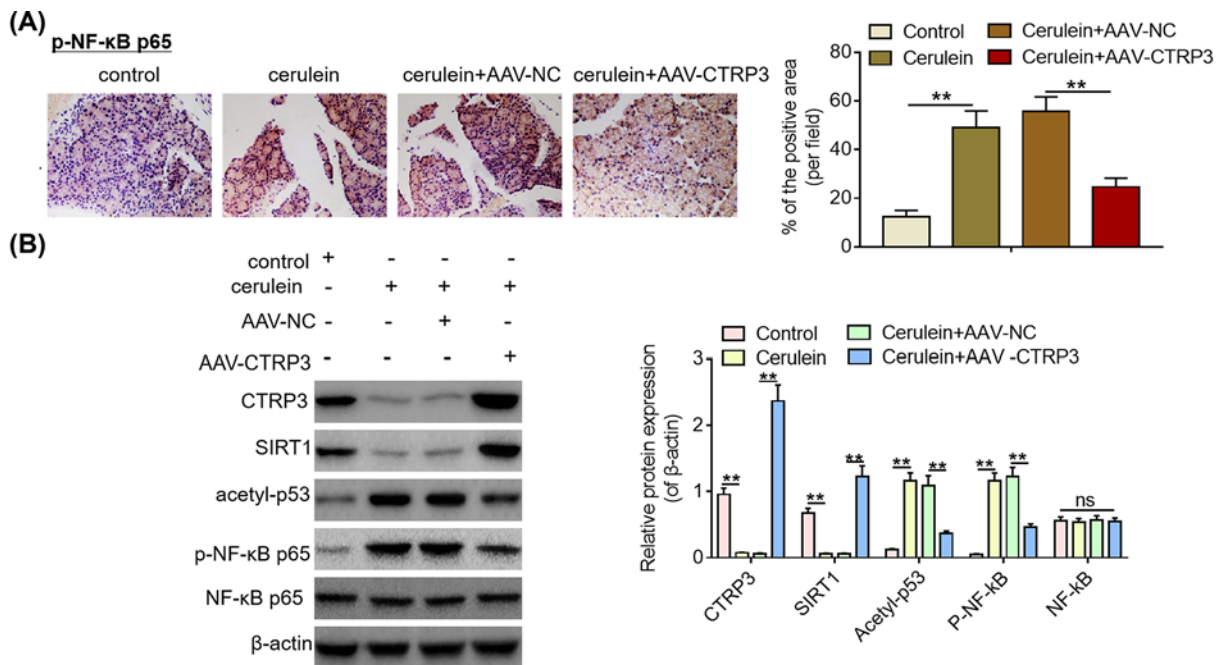 (A)
p-NF-κB p65
control cerulein cerulein+AAV-NC cerulein+AAV-CTRP3
Control Cerulein+AAV-NC
Cerulein Cerulein+AAV-CTRP3
% of the positive area
(per field)
80
60
40
20
0
** **
(B)
control + - - -
cerulein - + + +
AAV-NC - - + -
AAV-CTRP3 - - - +
CTRP3
SIRT1
acetyl-p53
p-NF-κB p65
NF-κB p65
β-actin
Control Cerulein+AAV-NC
Cerulein Cerulein+AAV -CTRP3
Relative protein expression
(of β-actin)
3
2
1
0
** ** ** ** ** ** ** ** ns
CTRP3 SIRT1 Acetyl-p53 P-NF-kB NF-kB